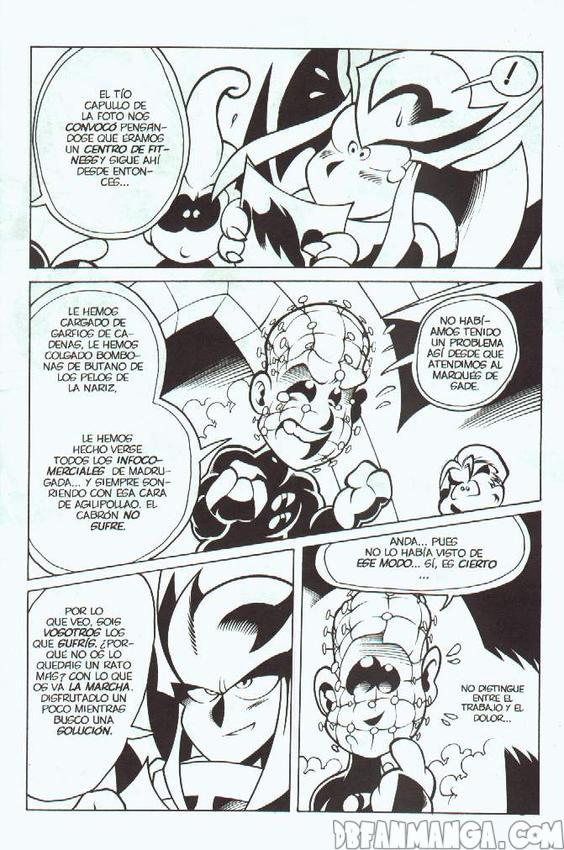 EL TÍO
CAPULLO DE
LA FOTO NOS
CONVOCÓ PENSAN-
DOSE QUE ERAMOS
UN CENTRO DE FIT-
NESS Y SIGUE AHÍ
DESDE ENTON-
CES...
!
LE HEMOS
CARGADO DE
GARFIOS DE CA-
DENAS, LE HEMOS
COLGADO BOMBO-
NAS DE BUTANO DE
LOS PELOS DE
LA NARIZ,
NO HABÍ-
AMOS TENIDO
UN PROBLEMA
ASÍ DESDE QUE
ATENDIMOS AL
MARQUÉS DE
SADE.
LE HEMOS
HECHO VERSE
TODOS LOS INFOCO-
MERCIALES DE MADRU-
GADA... Y SIEMPRE SON-
RIENDO CON ESA CARA
DE AGILIPOLLAO. EL
CABRÓN NO
SUFRE.
POR LO
QUE VEO, SOIS
VOSOTROS LOS
QUE SUFRÍS. ¿POR-
QUÉ NO OS LO
QUEDAIS UN RATO
MÁS? CON LO QUE
OS VA LA MARCHA.
DISFRUTADLO UN
POCO MIENTRAS
BUSCO UNA
SOLUCIÓN.
ANDA... PUES
NO LO HABÍA VISTO DE
ESE MODO... SÍ, ES CIERTO
...
NO DISTINGUE
ENTRE EL
TRABAJO Y EL
DOLOR...
DBFANMANGA.COM